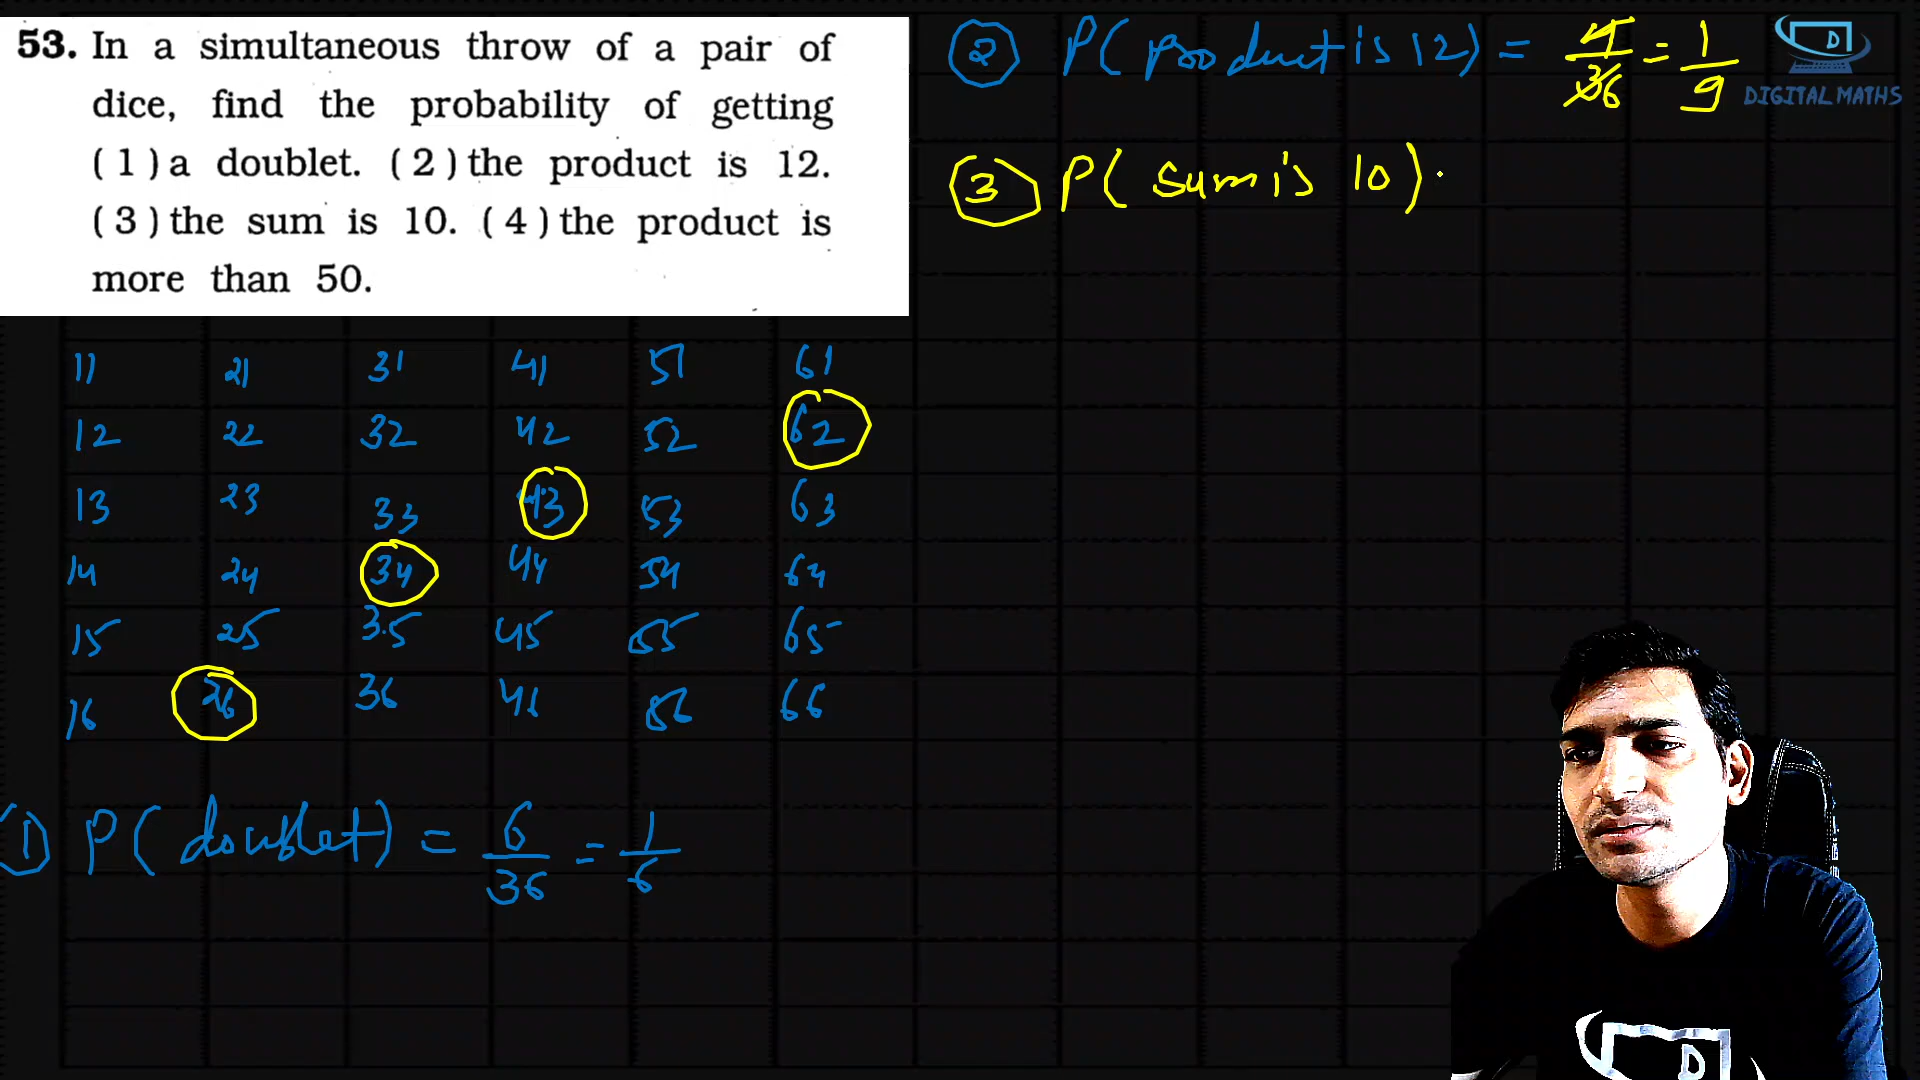 53. In a simultaneous throw of a pair of
dice, find the probability of getting
(1) a doublet. (2) the product is 12.
(3) the sum is 10. (4) the product is
more than 50.
11 21 31 41 51 61
12 22 32 42 52 62
13 23 33 43 53 63
14 24 34 44 54 64
15 25 35 45 55 65
16 26 36 46 56 66
(1) P(doublet) = 6/36 = 1/6
(2) P(product is 12) = 4/36 = 1/9
(3) P(sum is 10)
D
DIGITAL MATHS
D